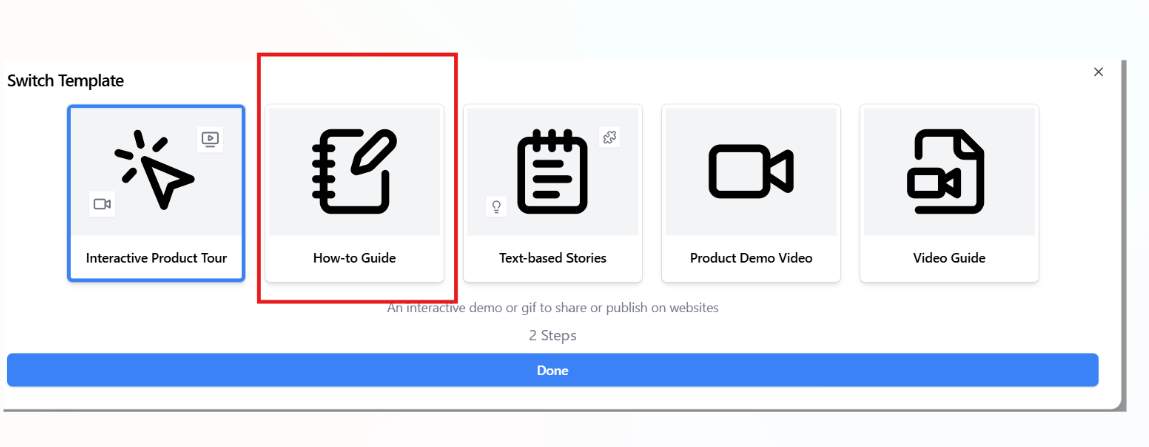 Switch Template
Interactive Product Tour
How-to Guide
Text-based Stories
Product Demo Video
Video Guide
An interactive demo or gif to share or publish on websites
2 Steps
Done